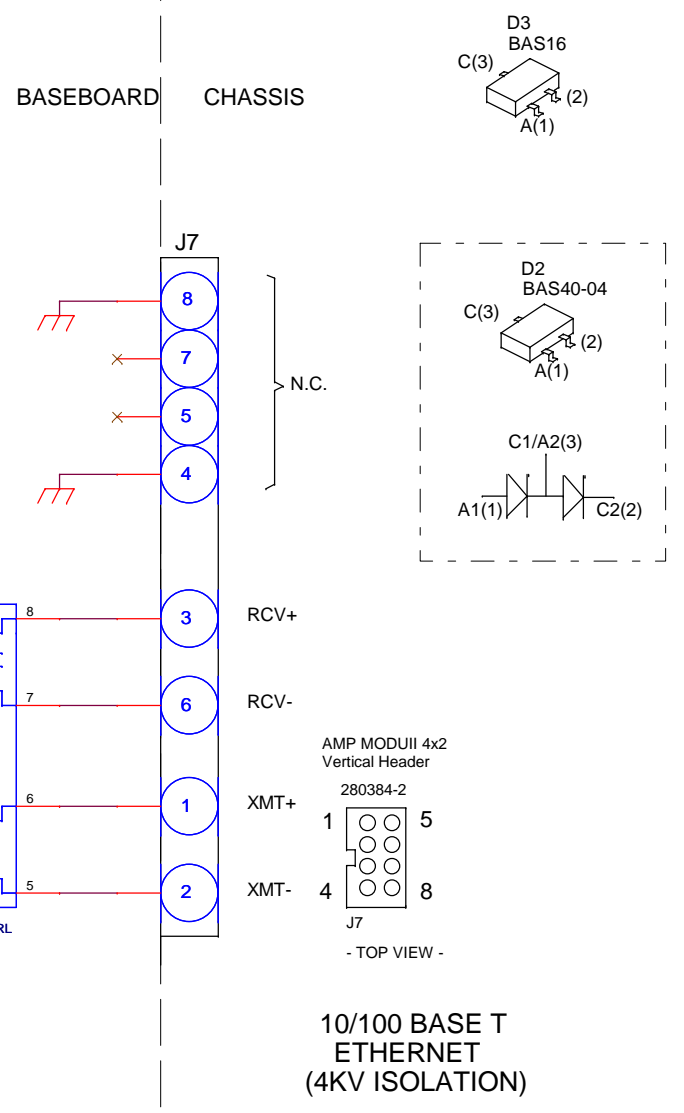 D3
BAS16
C(3)
(2)
A(1)
BASEBOARD
CHASSIS
J7
8
7
5
4
N.C.
D2
BAS40-04
C(3)
(2)
A(1)
C1/A2(3)
A1(1)
C2(2)
8
3
RCV+
7
6
RCV-
6
1
XMT+
5
2
XMT-
RL
AMP MODUII 4x2
Vertical Header
280384-2
1
5
4
8
J7
- TOP VIEW -
10/100 BASE T
ETHERNET
(4KV ISOLATION)